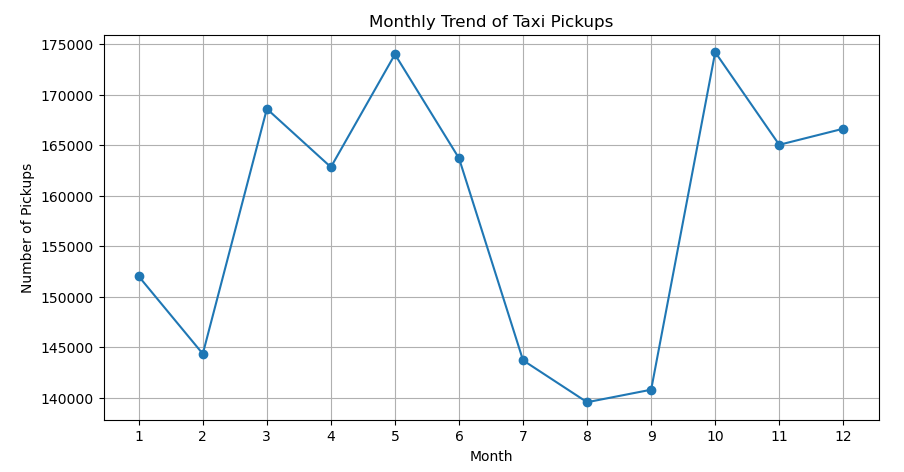 Monthly Trend of Taxi Pickups
175000
170000
165000
160000
155000
150000
145000
140000
Number of Pickups
1 2 3 4 5 6 7 8 9 10 11 12
Month